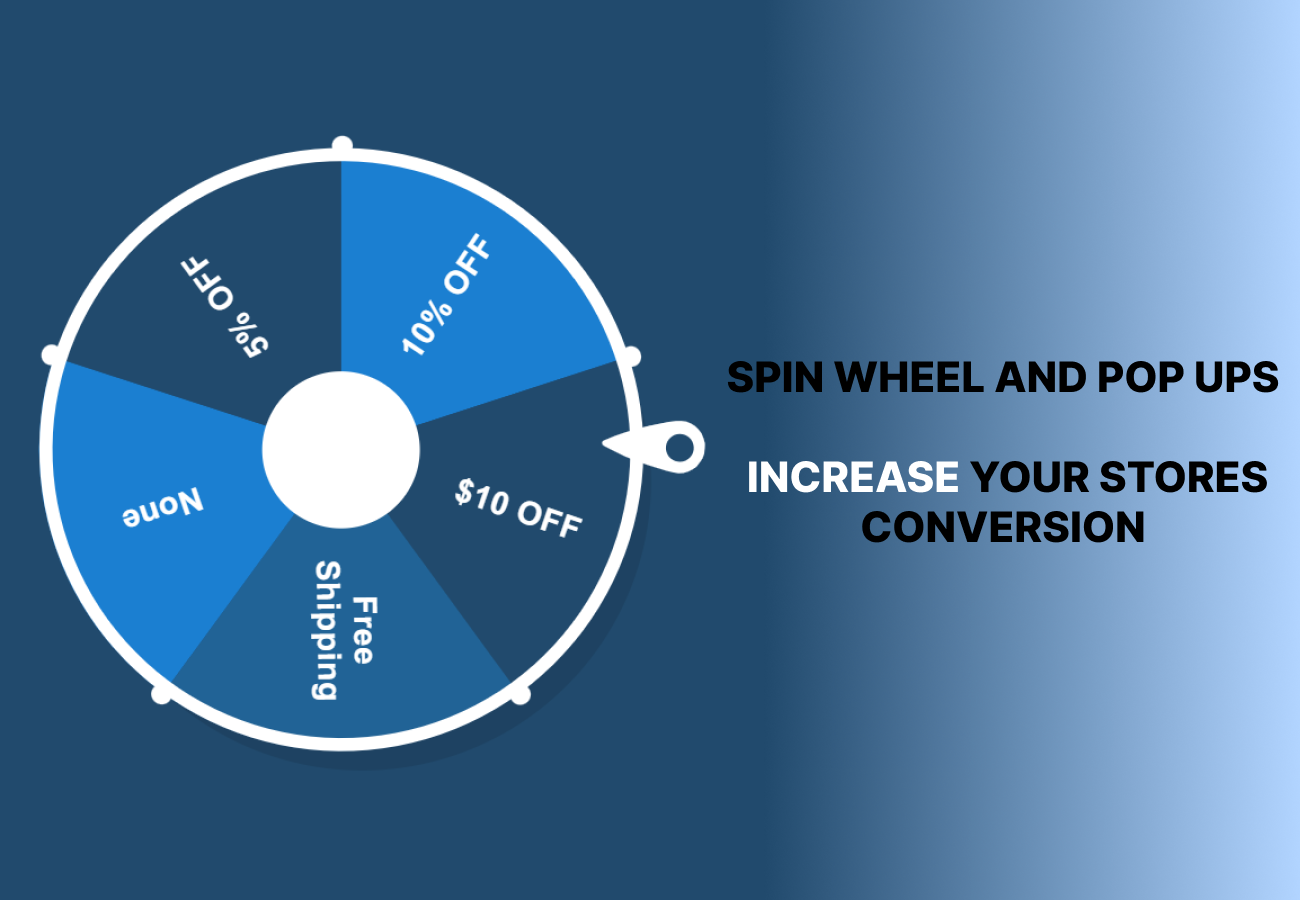 5% OFF
10% OFF
None
$10 OFF
Free
Shipping
SPIN WHEEL AND POP UPS
INCREASE YOUR STORES
CONVERSION